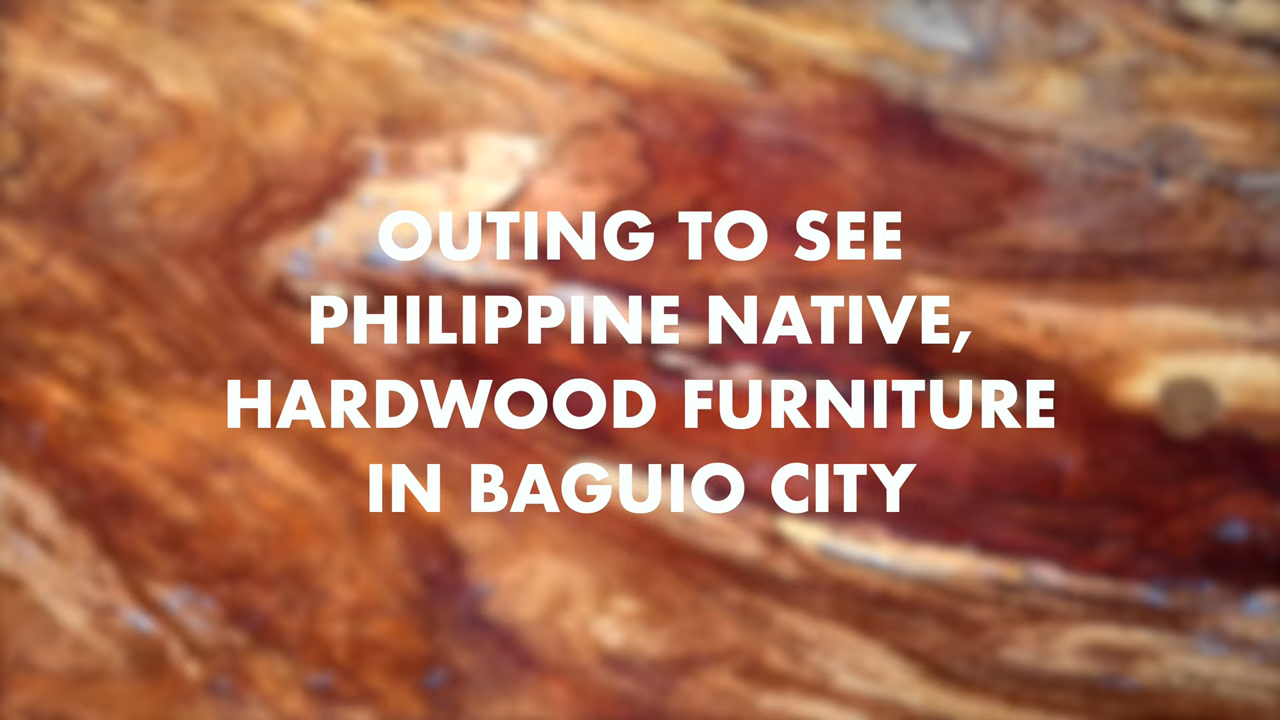 OUTING TO SEE
PHILIPPINE NATIVE,
HARDWOOD FURNITURE
IN BAGUIO CITY